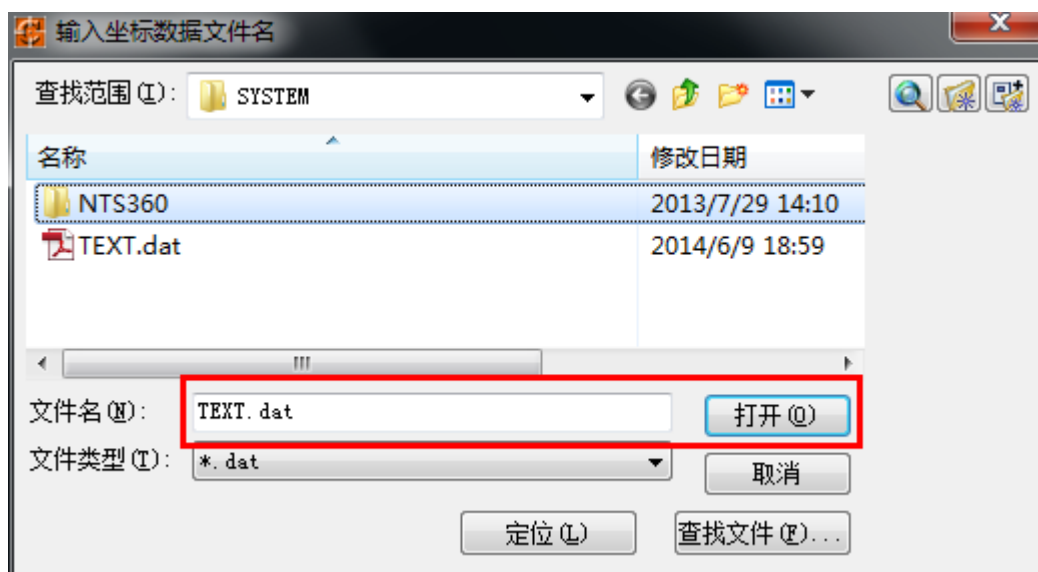 输入坐标数据文件名
查找范围(I): SYSTEM
名称 修改日期
NTS360 2013/7/29 14:10
TEXT.dat 2014/6/9 18:59
文件名(N): TEXT.dat 打开(O)
文件类型(T): *.dat 取消
定位(L) 查找文件(F)...